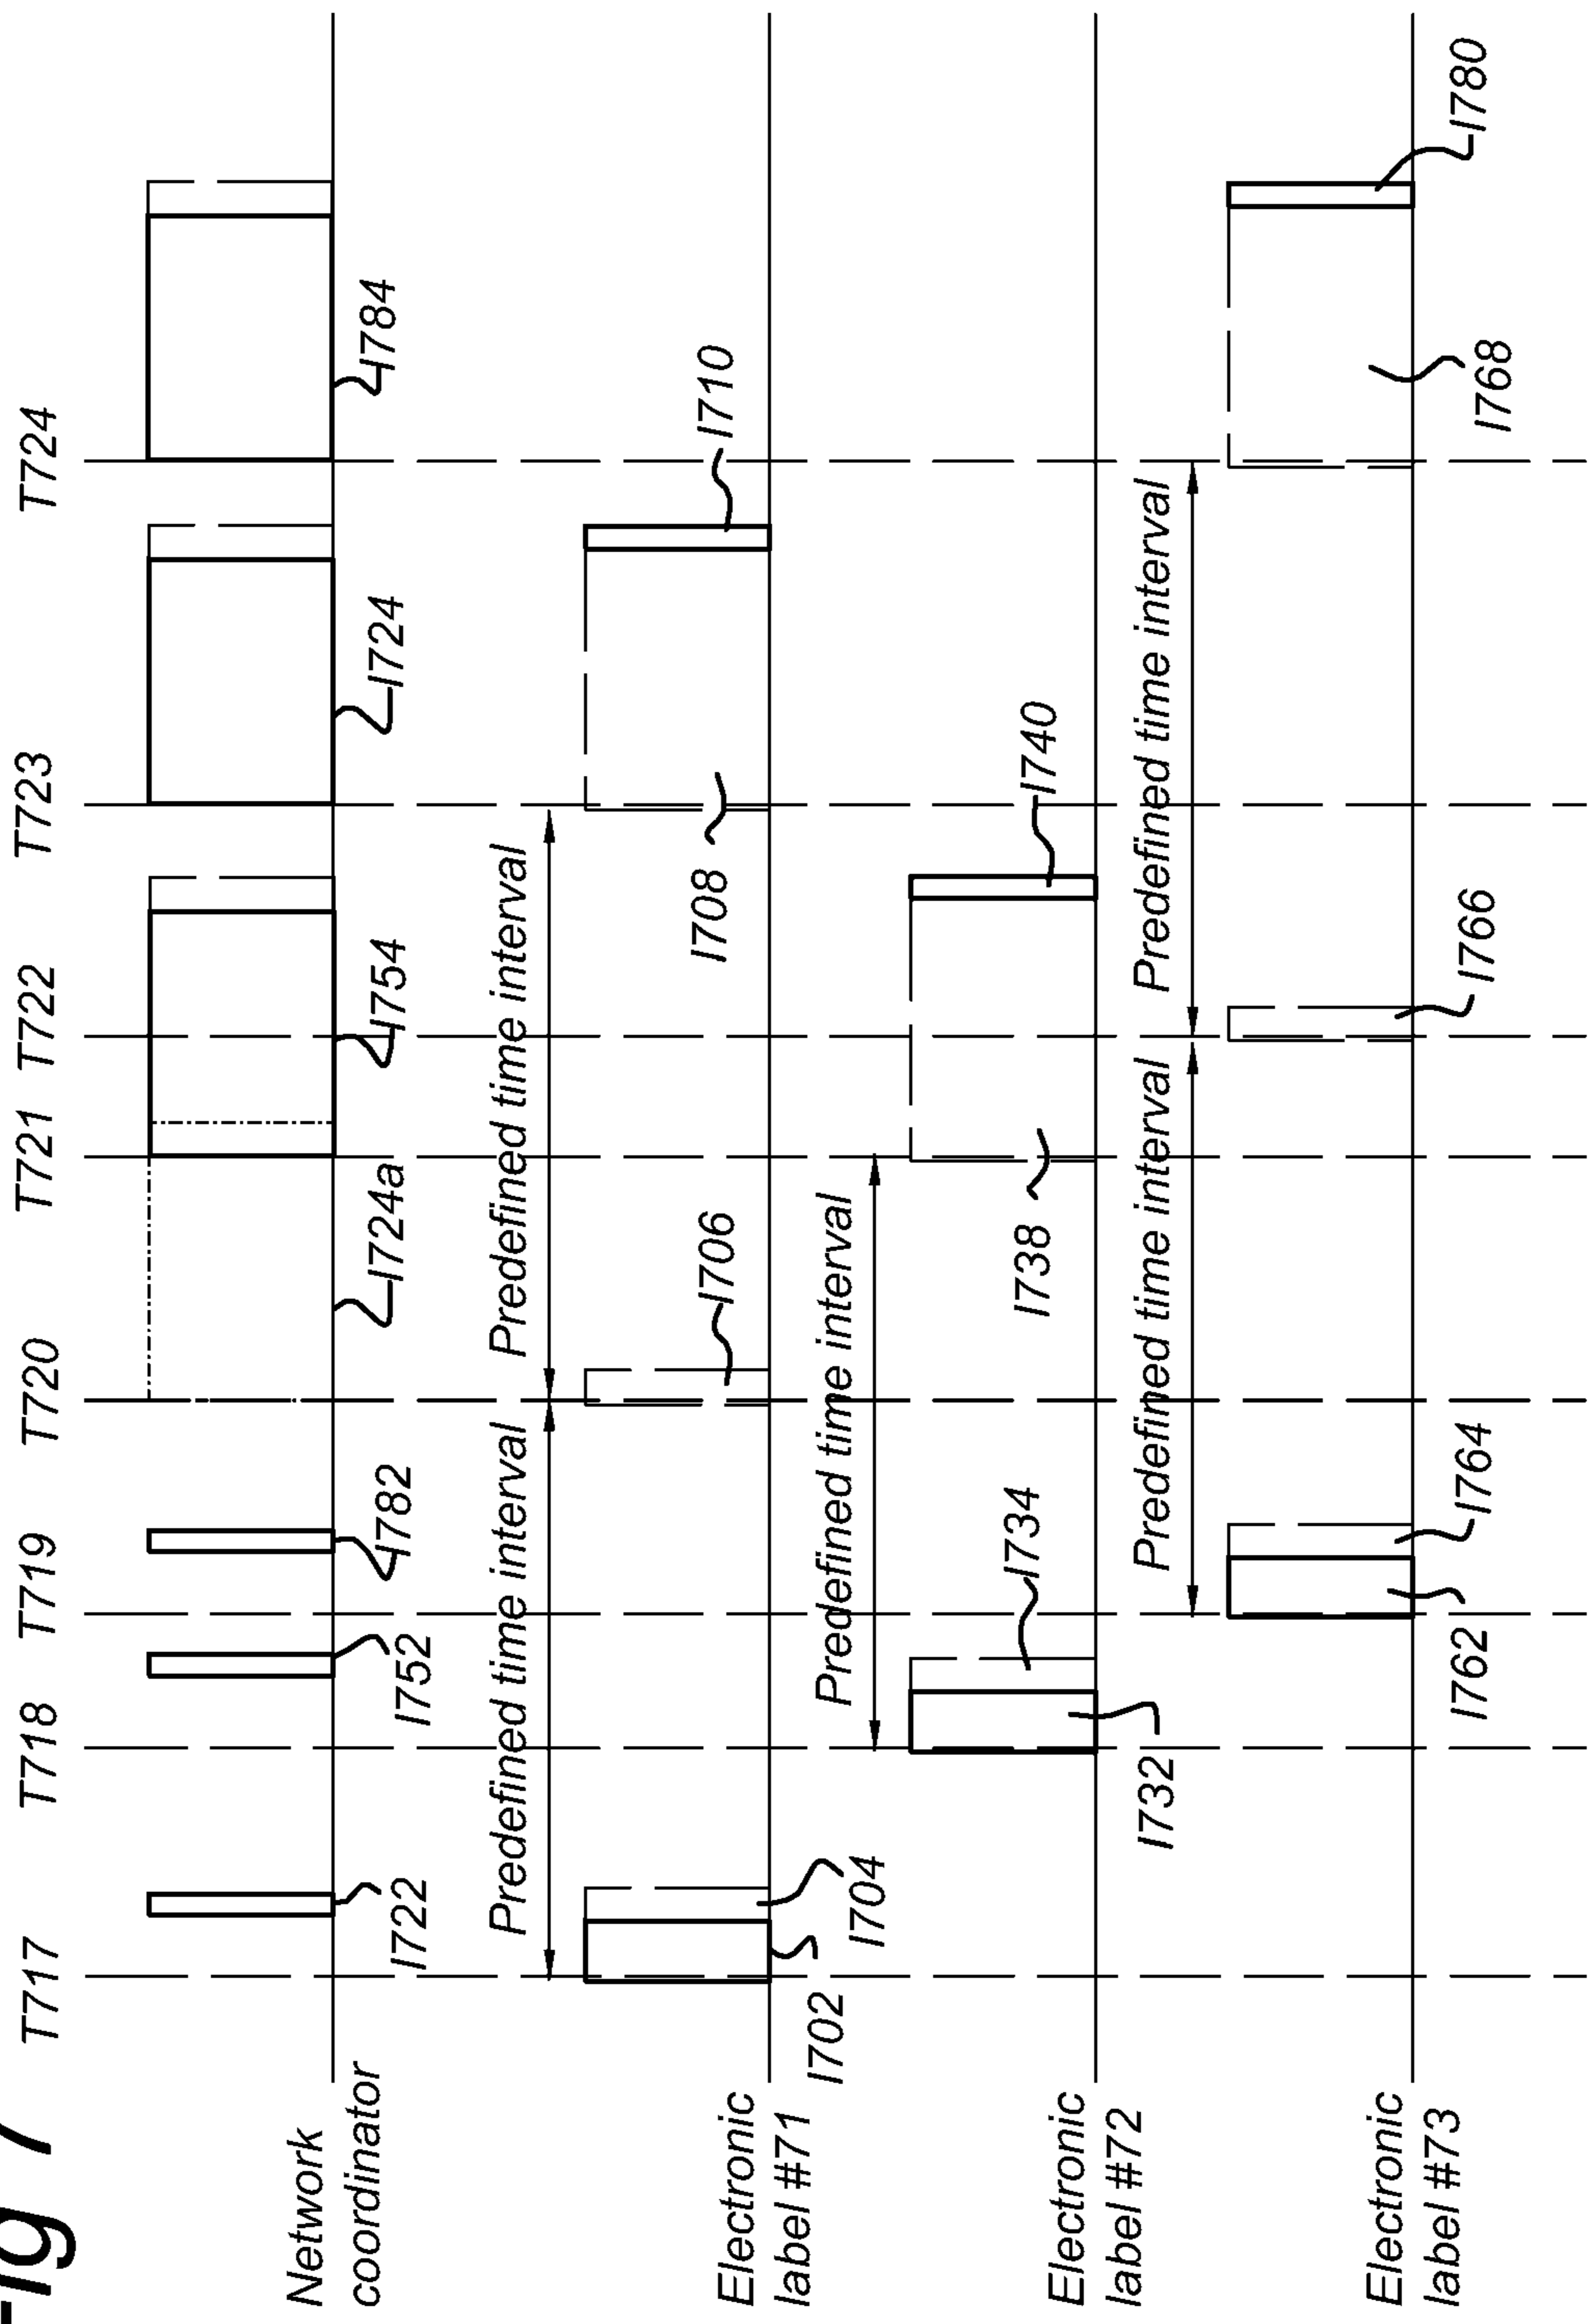 Fig 7
T717 T718 T719 T720 T721 T722 T723 T724
Network
coordinator
I722
I752
I782
I724a
I754
I724
I784
Predefined time interval
Predefined time interval
Electronic
label #71
I702
I704
I706
I708
I710
Predefined time interval
Electronic
label #72
I732
I734
I738
I740
Predefined time interval
Predefined time interval
Electronic
label #73
I762
I764
I766
I768
I780